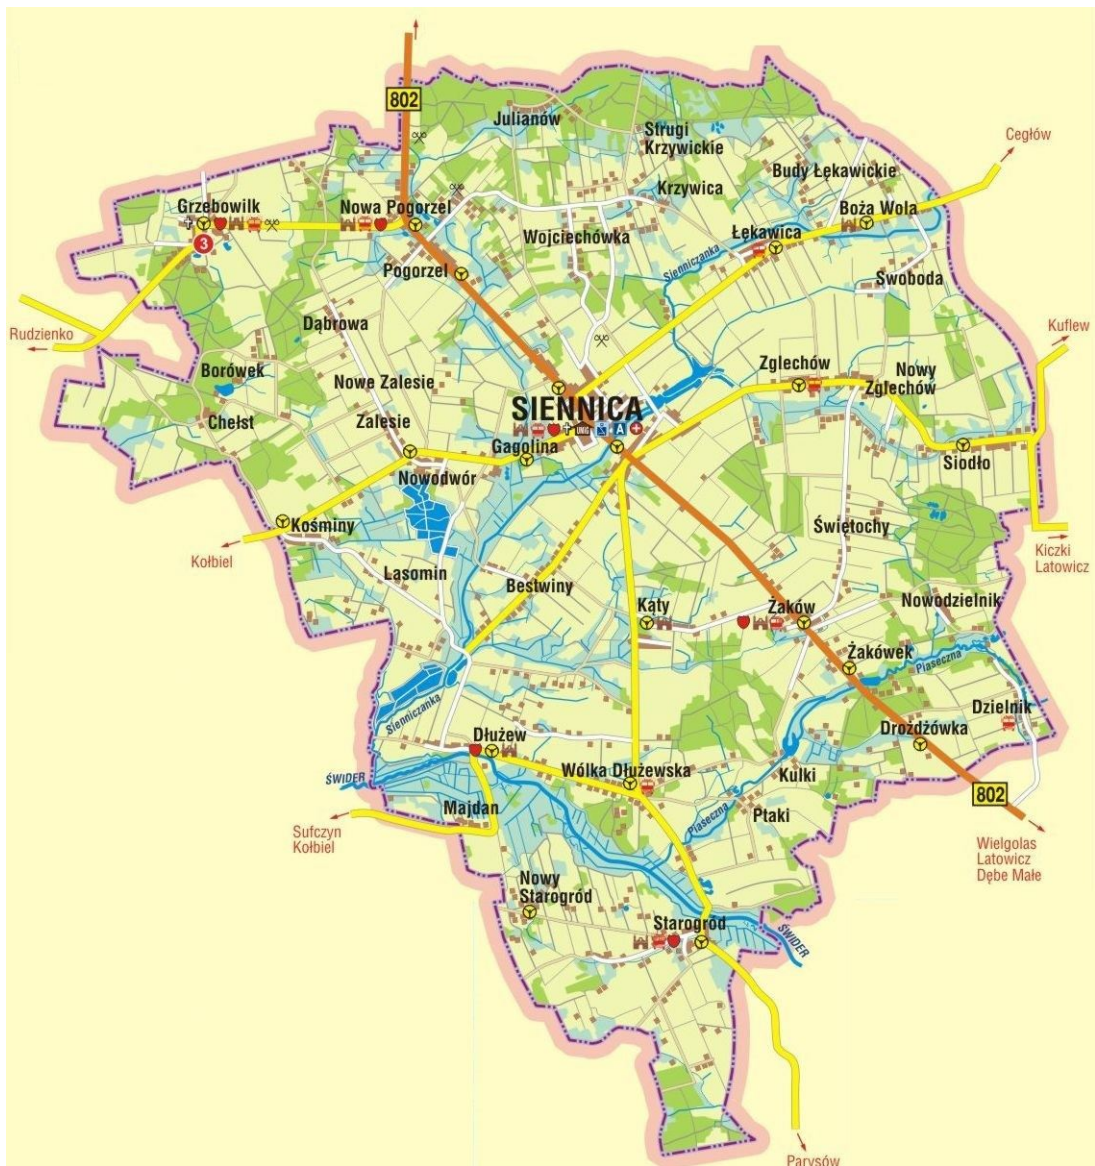 802
Julianów
Strugi
Krzywickie
Cegłów
Budy Łękawickie
Krzywica
Grzebowilk
Nowa Pogorzel
Boża Wola
3
Wojciechówka
Łękawica
Pogorzel
Sienniczanka
Swoboda
Dąbrowa
Rudzienko
Kuflew
Borówek
Nowe Zalesie
Zglechów
Nowy
Zglechów
Chełst
Zalesie
SIENNICA
A
Gagolina
Siodło
Nowodwór
Kośminy
Świętochy
Kołbiel
Kiczki
Latowicz
Lasomin
Bestwiny
Kąty
Żaków
Nowodzielnik
Żakówek
Piaseczna
Sienniczanka
Dzielnik
Dłużew
Drożdżówka
Wólka Dłużewska
Kulki
ŚWIDER
802
Majdan
Piaseczna
Ptaki
Sufczyn
Kołbiel
Wielgolas
Latowicz
Dębe Małe
Nowy
Starogród
Starogród
ŚWIDER
Parysów